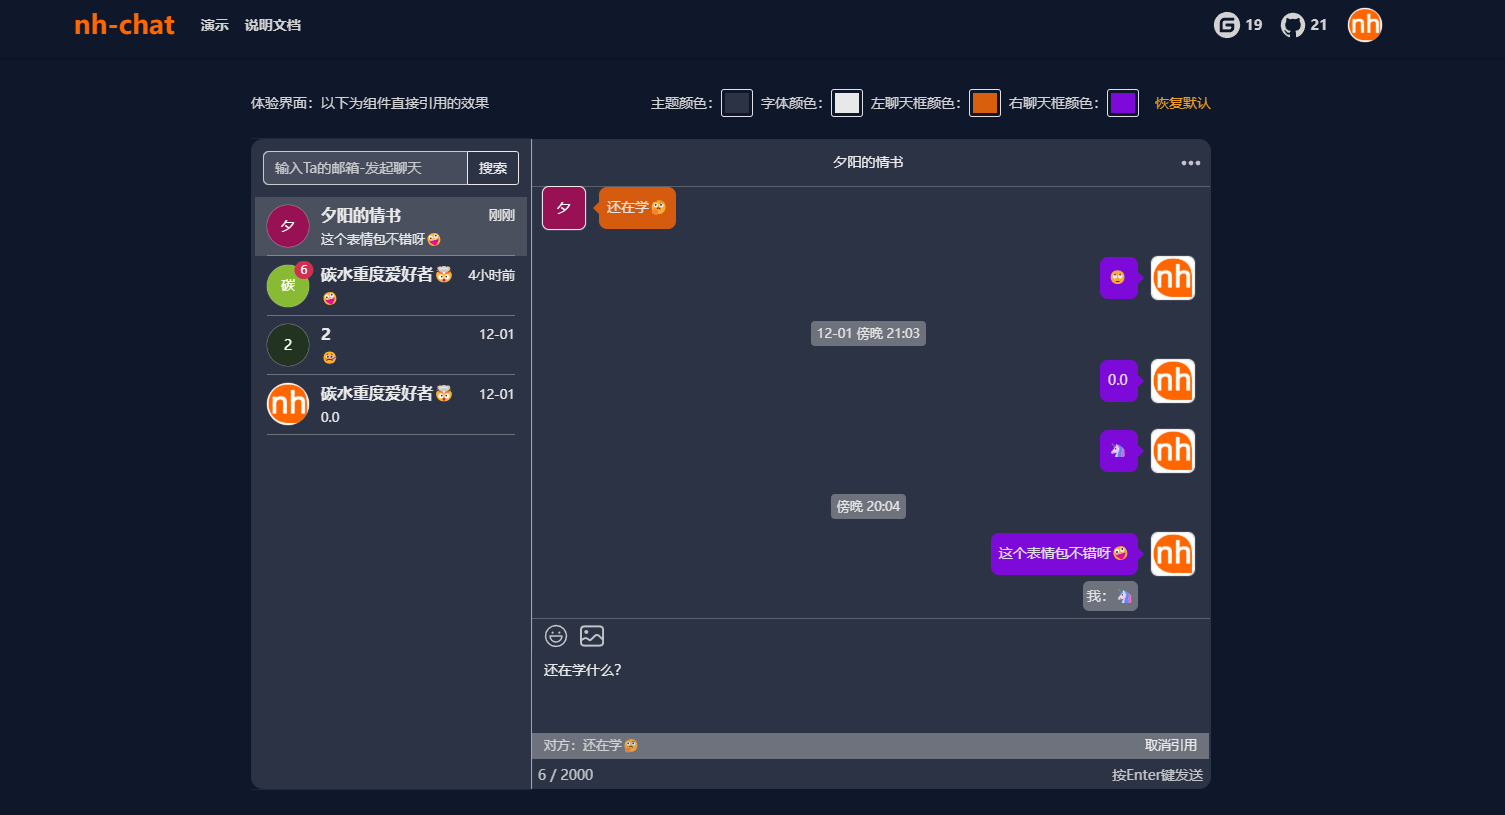 nh-chat 演示 说明文档 19 21 nh
体验界面：以下为组件直接引用的效果 主题颜色： 字体颜色： 左聊天框颜色： 右聊天框颜色： 恢复默认
输入Ta的邮箱-发起聊天 搜索
夕 夕阳的情书 刚刚
这个表情包不错呀🤪
碳 6 碳水重度爱好者🤯 4小时前
🤪
2 2 12-01
🤐
nh 碳水重度爱好者🤯 12-01
0.0
夕阳的情书
夕 还在学🤔
🙄 nh
12-01 傍晚 21:03
0.0 nh
🦄 nh
傍晚 20:04
这个表情包不错呀🤪 nh
我：🦄
还在学什么？
对方：还在学🤔 取消引用
6 / 2000 按Enter键发送